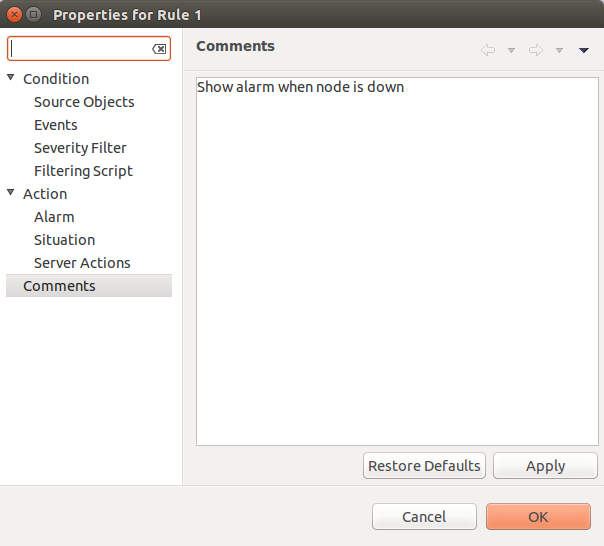 Properties for Rule 1
Comments
Condition
Source Objects
Events
Severity Filter
Filtering Script
Action
Alarm
Situation
Server Actions
Comments
Show alarm when node is down
Restore Defaults
Apply
Cancel
OK